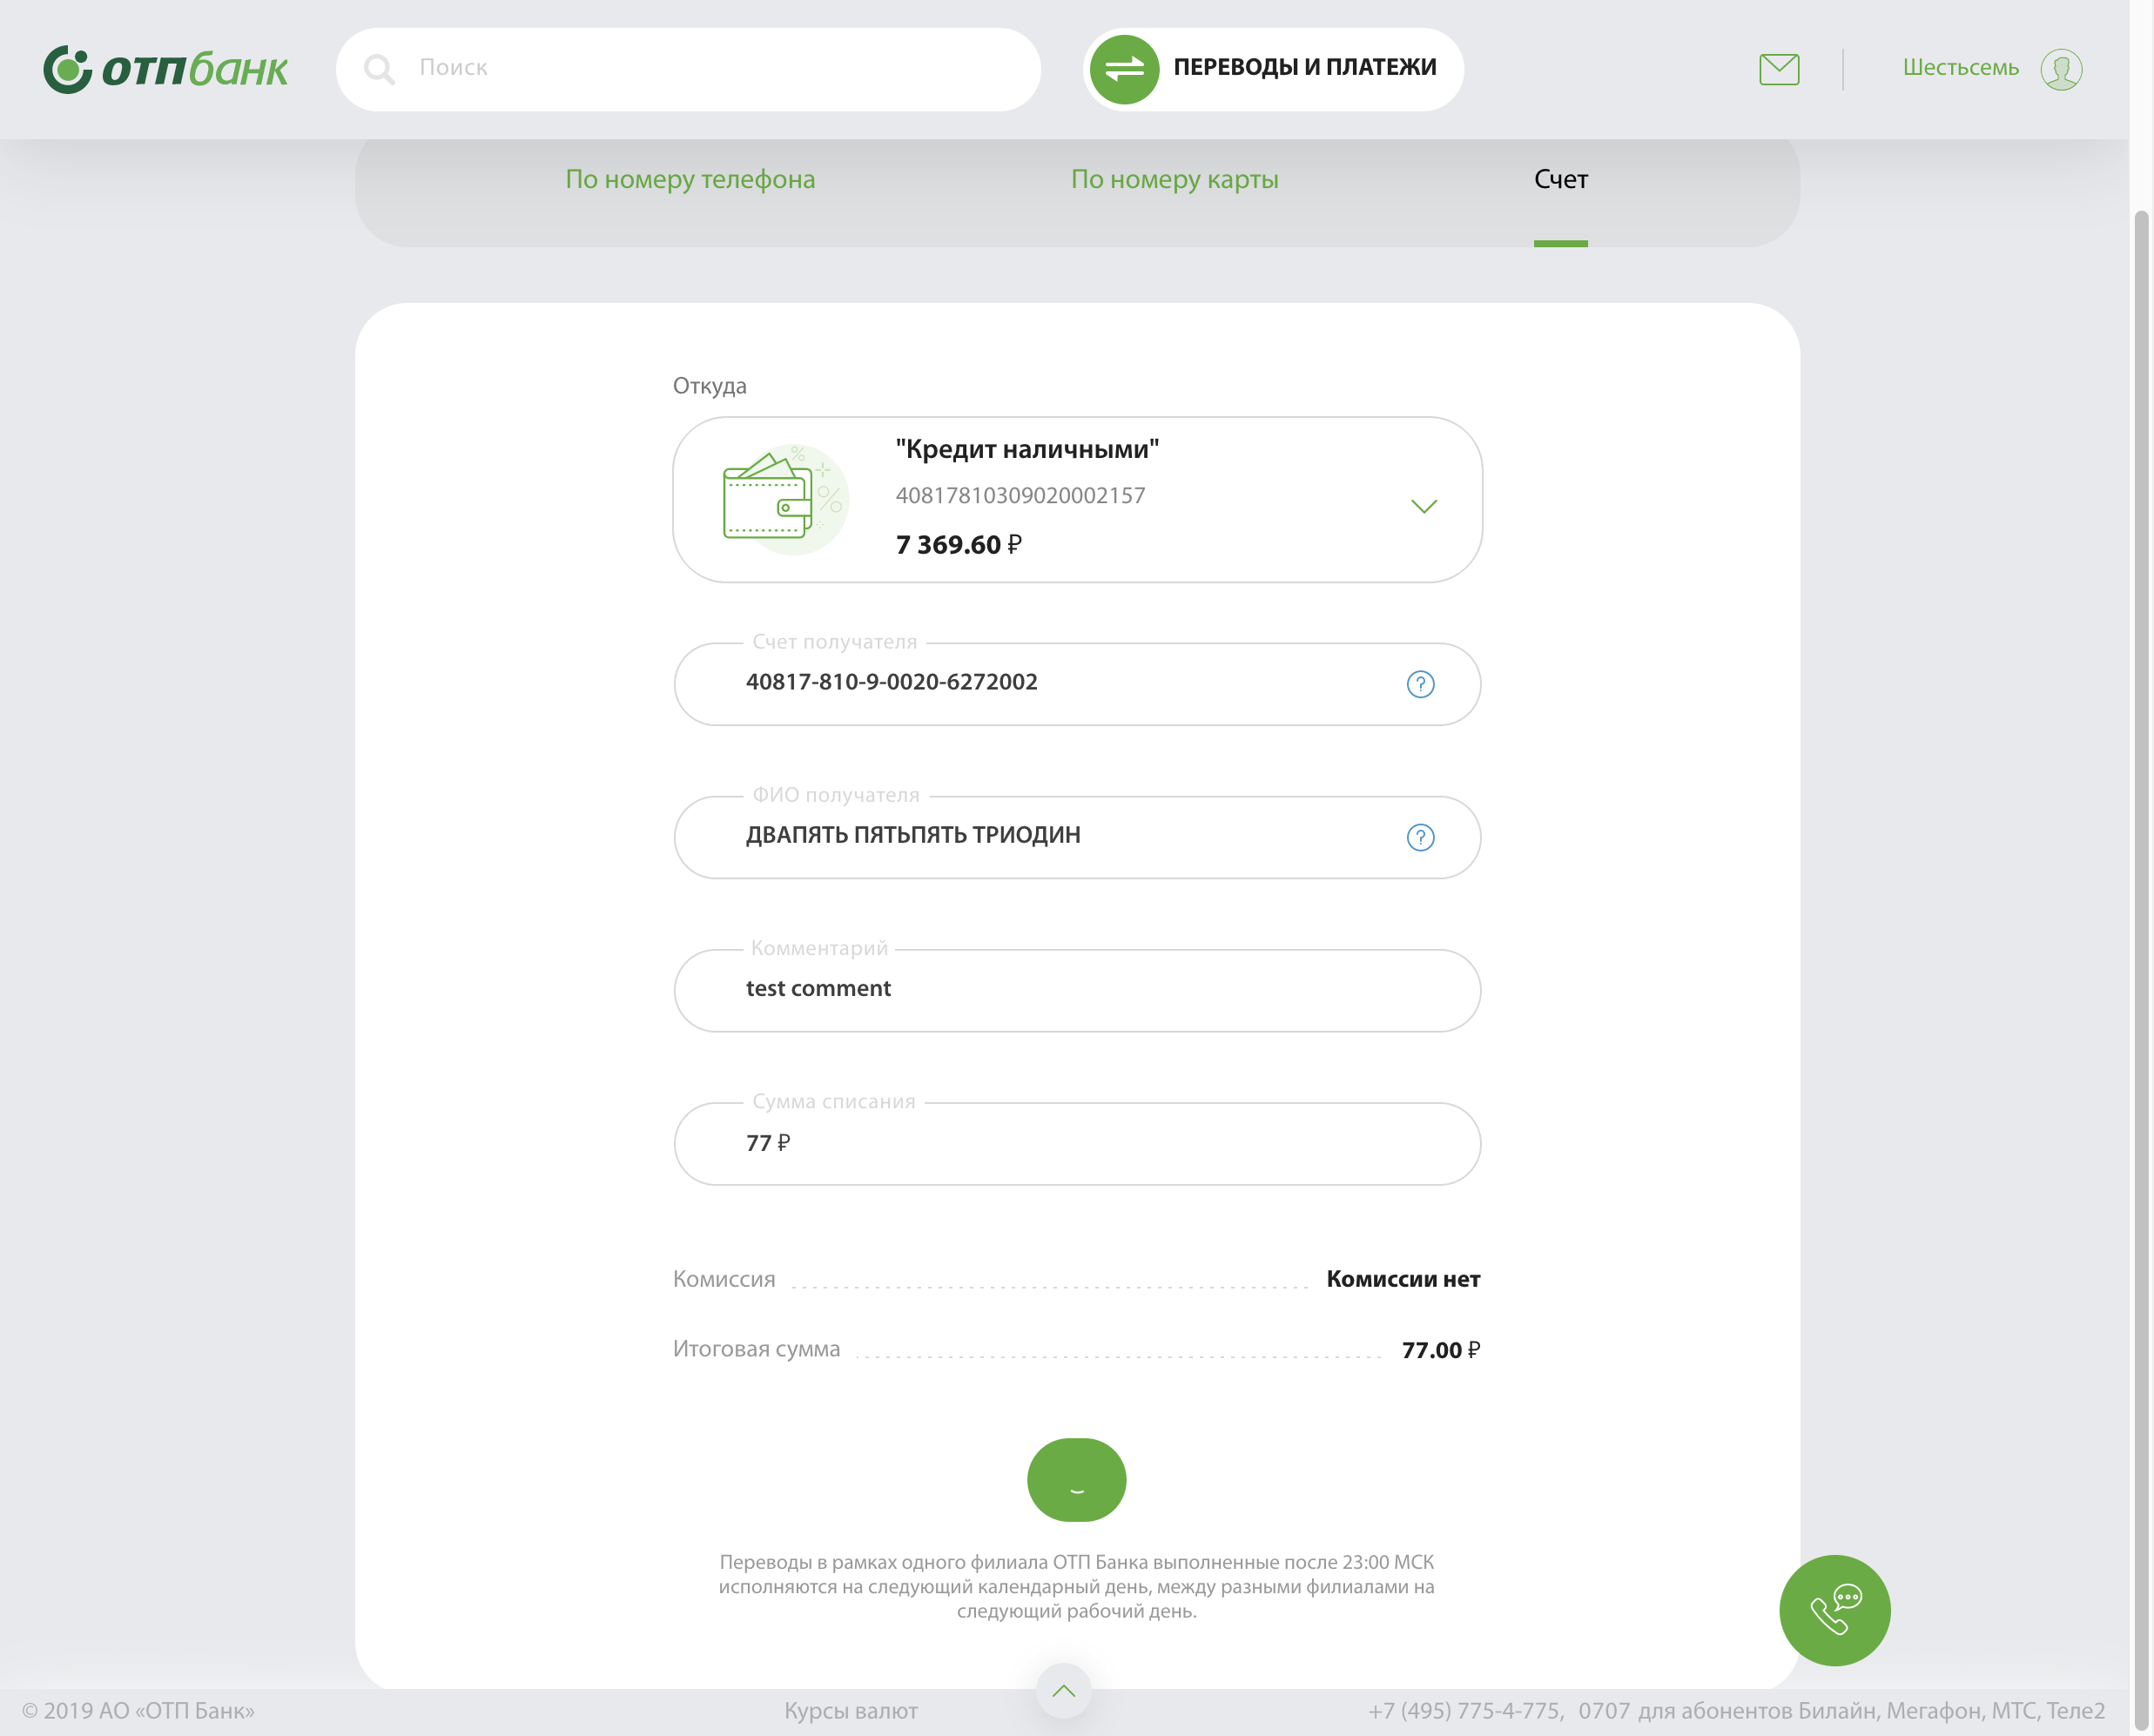 отпбанк
Поиск
ПЕРЕВОДЫ И ПЛАТЕЖИ
Шестьсемь
По номеру телефона
По номеру карты
Счет
Откуда
"Кредит наличными"
40817810309020002157
7 369.60 ₽
Счет получателя
40817-810-9-0020-6272002
ФИО получателя
ДВАПЯТЬ ПЯТЬПЯТЬ ТРИОДИН
Комментарий
test comment
Сумма списания
77 ₽
Комиссия
Комиссии нет
Итоговая сумма
77.00 ₽
Переводы в рамках одного филиала ОТП Банка выполненные после 23:00 МСК
исполняются на следующий календарный день, между разными филиалами на
следующий рабочий день.
© 2019 АО «ОТП Банк»
Курсы валют
+7 (495) 775-4-775, 0707 для абонентов Билайн, Мегафон, МТС, Теле2